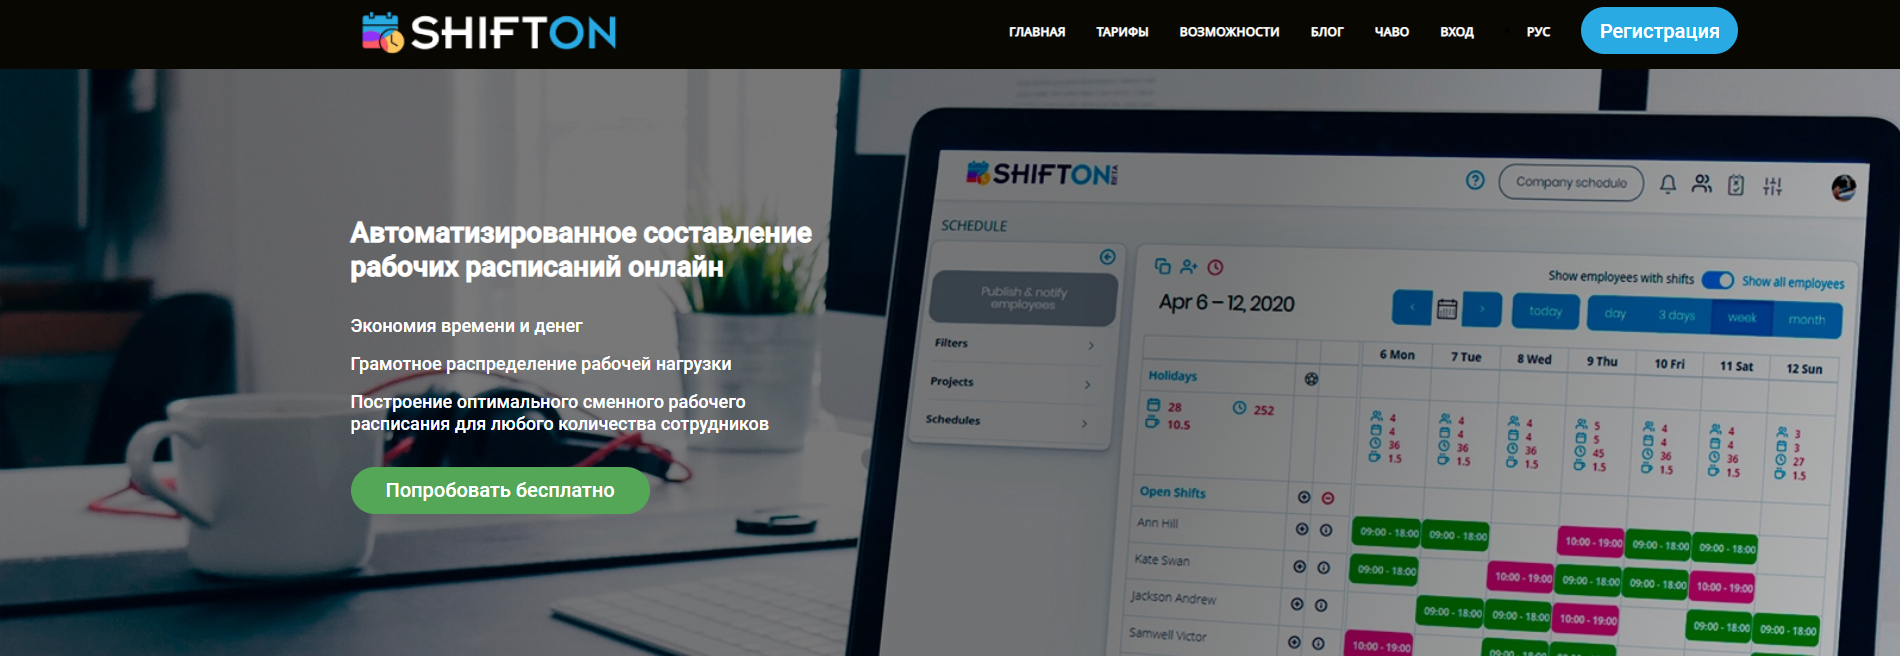 SHIFTON
ГЛАВНАЯ ТАРИФЫ ВОЗМОЖНОСТИ БЛОГ ЧАВО ВХОД РУС Регистрация
Автоматизированное составление
рабочих расписаний онлайн
Экономия времени и денег
Грамотное распределение рабочей нагрузки
Построение оптимального сменного рабочего
расписания для любого количества сотрудников
Попробовать бесплатно
SHIFTON BETA
Company schedulo
SCHEDULE
Publish & notify
employees
Filters
Projects
Schedules
Show employees with shifts Show all employees
Apr 6 – 12, 2020
today day 3 days week month
6 Mon 7 Tue 8 Wed 9 Thu 10 Fri 11 Sat 12 Sun
Holidays
28 252
10.5
4 4 4 5 4 4 3
4 4 4 5 4 4 3
36 36 36 45 36 36 27
1.5 1.5 1.5 1.5 1.5 1.5 1.5
Open Shifts
Ann Hill 09:00 - 18:00 09:00 - 18:00 10:00 - 19:00 09:00 - 18:00 09:00 - 18:00
Kate Swan 09:00 - 18:00 10:00 - 19:00 09:00 - 18:00 09:00 - 18:00 10:00 - 19:00
Jackson Andrew 09:00 - 18:00 09:00 - 18:00 10:00 - 19:00 09:00 - 18:00 09:00 - 18:00
Samwell Victor 10:00 - 19:00 09:00 - 18:00